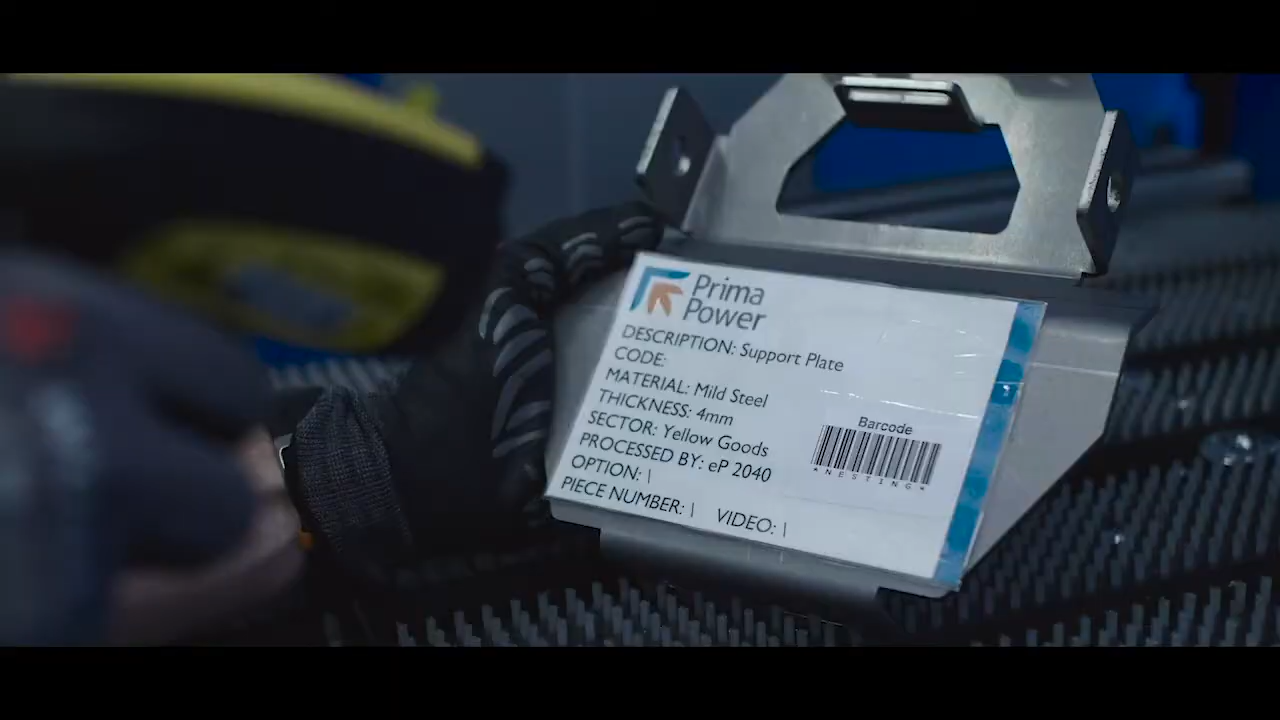 Prima
Power
DESCRIPTION: Support Plate
CODE:
MATERIAL: Mild Steel
THICKNESS: 4mm
SECTOR: Yellow Goods
PROCESSED BY: eP 2040
OPTION: |
PIECE NUMBER: | VIDEO: |
Barcode
*NESTING*